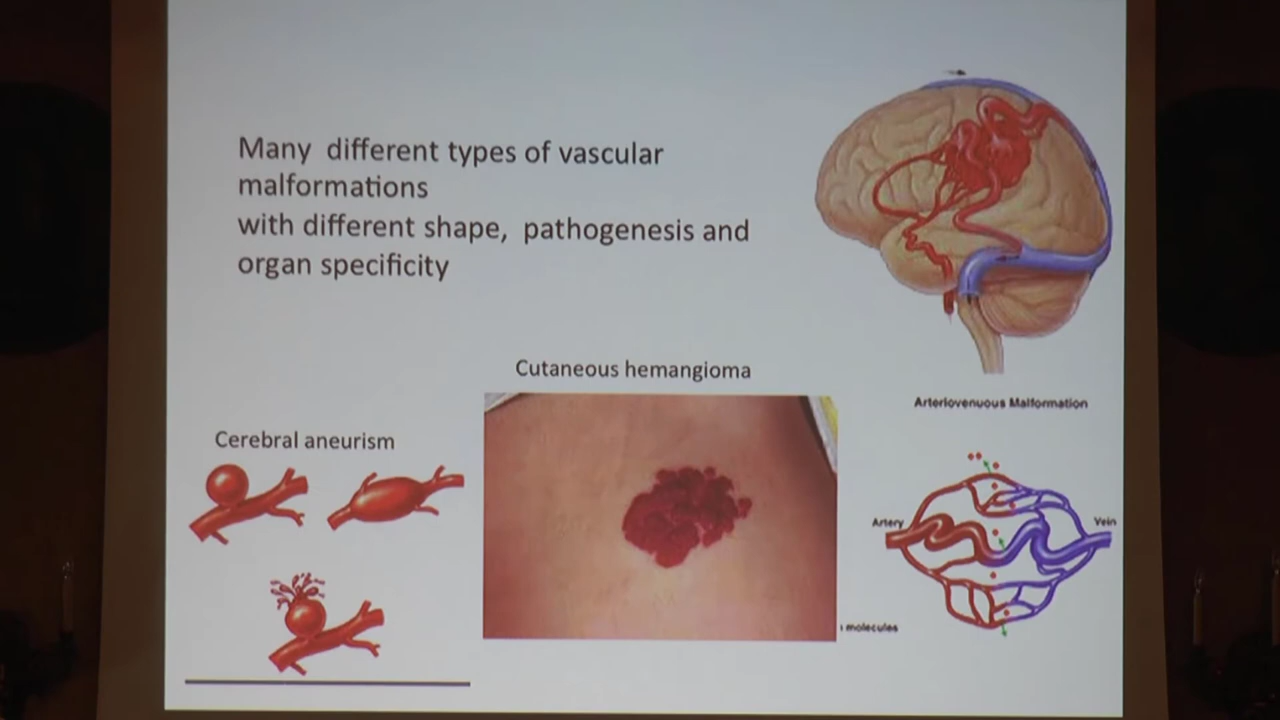 Many different types of vascular
malformations
with different shape, pathogenesis and
organ specificity
Cutaneous hemangioma
Arteriovenuous Malformation
Cerebral aneurism
Artery
Vein
molecules